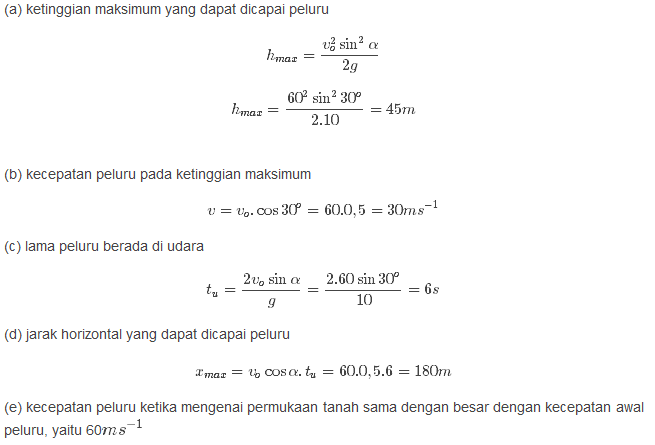 (a) ketinggian maksimum yang dapat dicapai peluru
h_{max} = \frac{v_o^2 \sin^2 \alpha}{2g}
h_{max} = \frac{60^2 \sin^2 30^o}{2.10} = 45m
(b) kecepatan peluru pada ketinggian maksimum
v = v_o. cos 30^o = 60.0, 5 = 30ms^{-1}
(c) lama peluru berada di udara
t_u = \frac{2v_o \sin \alpha}{g} = \frac{2.60 \sin 30^o}{10} = 6s
(d) jarak horizontal yang dapat dicapai peluru
x_{max} = v_o cos α. t_u = 60.0, 5.6 = 180m
(e) kecepatan peluru ketika mengenai permukaan tanah sama dengan besar dengan kecepatan awal
peluru, yaitu 60ms^{-1}